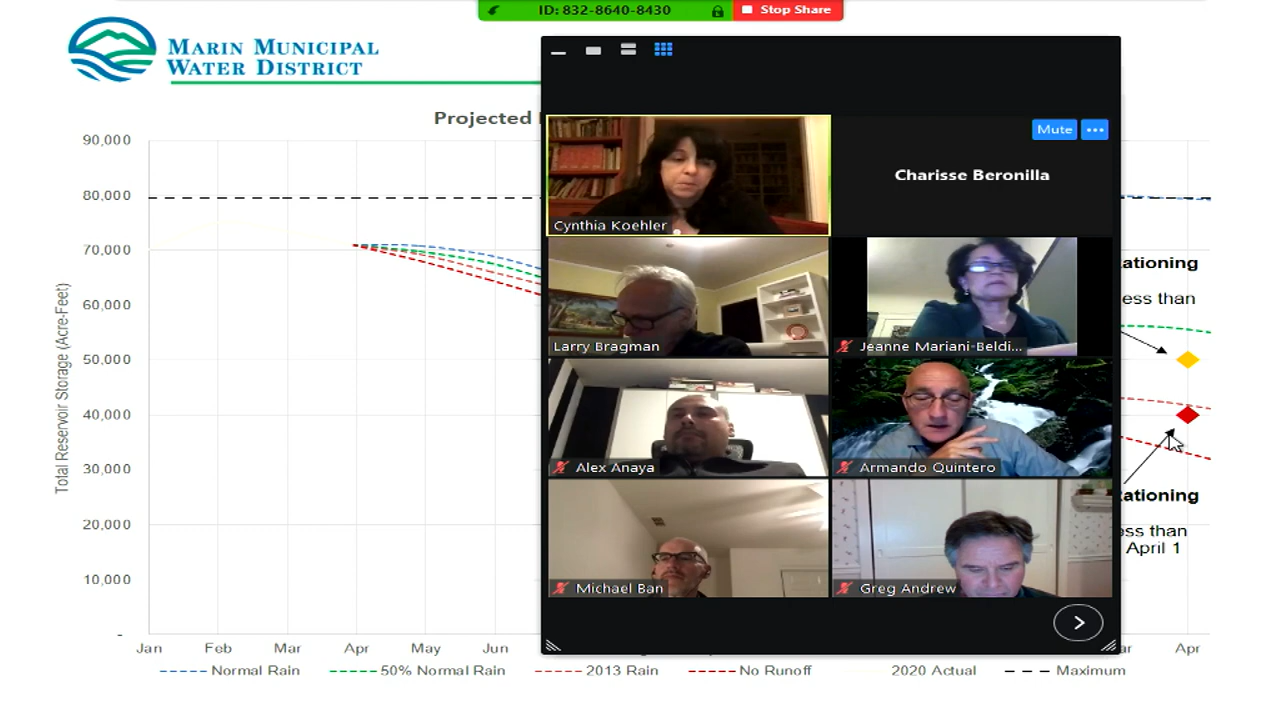 ID: 832-8640-8430
Stop Share
MARIN MUNICIPAL
WATER DISTRICT
Projected
Mute
Charisse Beronilla
Cynthia Koehler
Larry Bragman
Jeanne Mariani-Beldi...
Alex Anaya
Armando Quintero
Michael Ban
Greg Andrew
Total Reservoir Storage (Acre-Feet)
90,000
80,000
70,000
60,000
50,000
40,000
30,000
20,000
10,000
-
ationing
ess than
ationing
ess than
April 1
Jan Feb Mar Apr May Jun ar Apr
Normal Rain 50% Normal Rain 2013 Rain No Runoff 2020 Actual Maximum